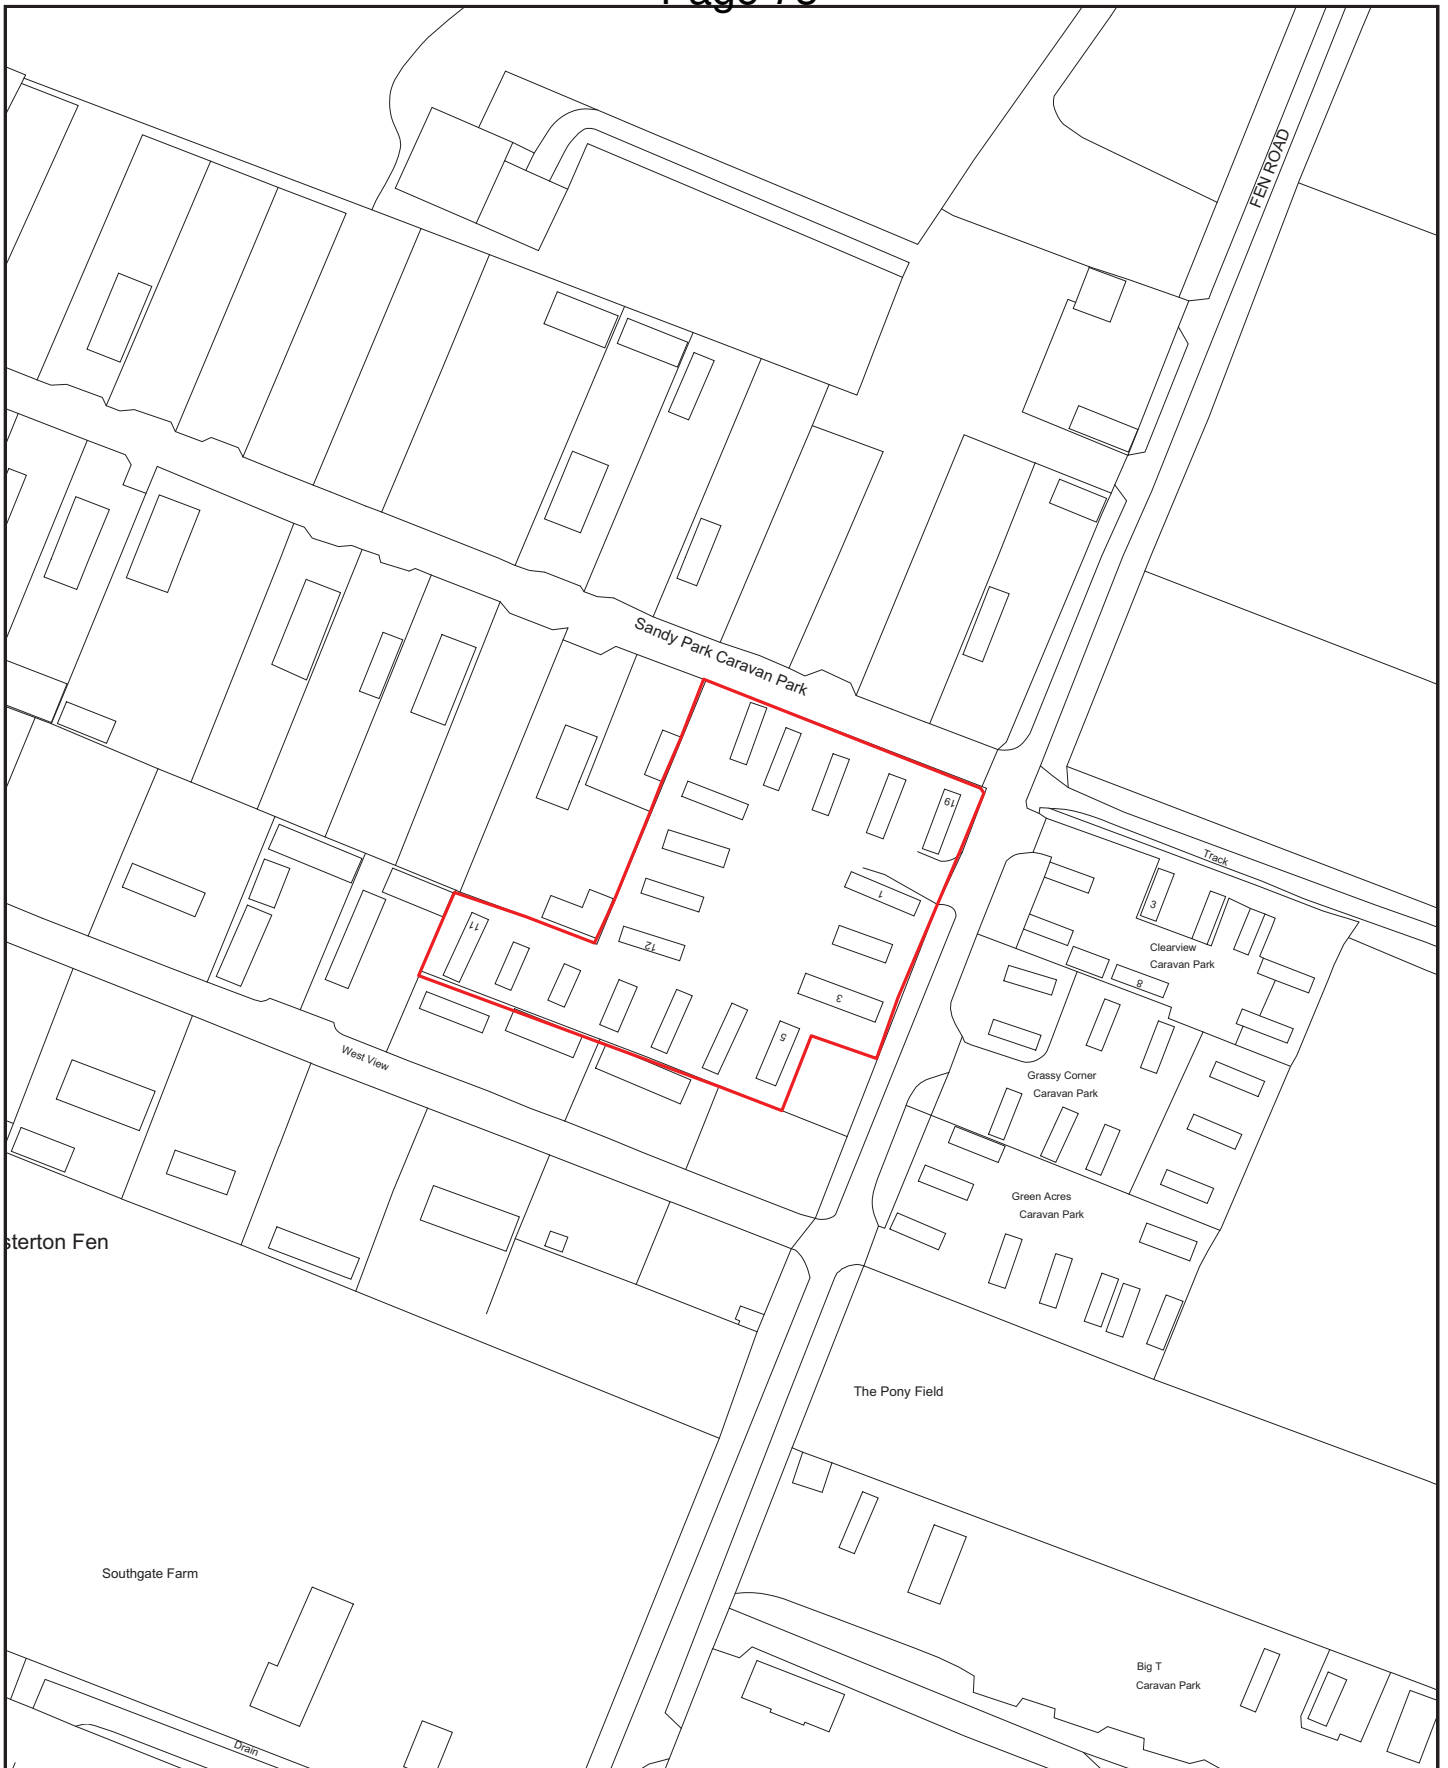 FEN ROAD
Sandy Park Caravan Park
19
Track
1
3
11
12
Clearview
Caravan Park
8
3
5
West View
Grassy Corner
Caravan Park
Green Acres
Caravan Park
sterton Fen
The Pony Field
Southgate Farm
Big T
Caravan Park
Drain